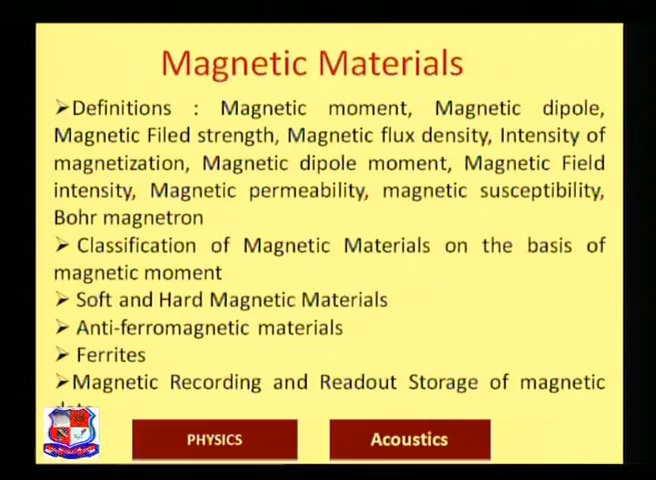 Magnetic Materials
➢Definitions : Magnetic moment, Magnetic dipole,
Magnetic Filed strength, Magnetic flux density, Intensity of
magnetization, Magnetic dipole moment, Magnetic Field
intensity, Magnetic permeability, magnetic susceptibility,
Bohr magnetron
➢ Classification of Magnetic Materials on the basis of
magnetic moment
➢ Soft and Hard Magnetic Materials
➢ Anti-ferromagnetic materials
➢ Ferrites
➢Magnetic Recording and Readout Storage of magnetic
PHYSICS
Acoustics